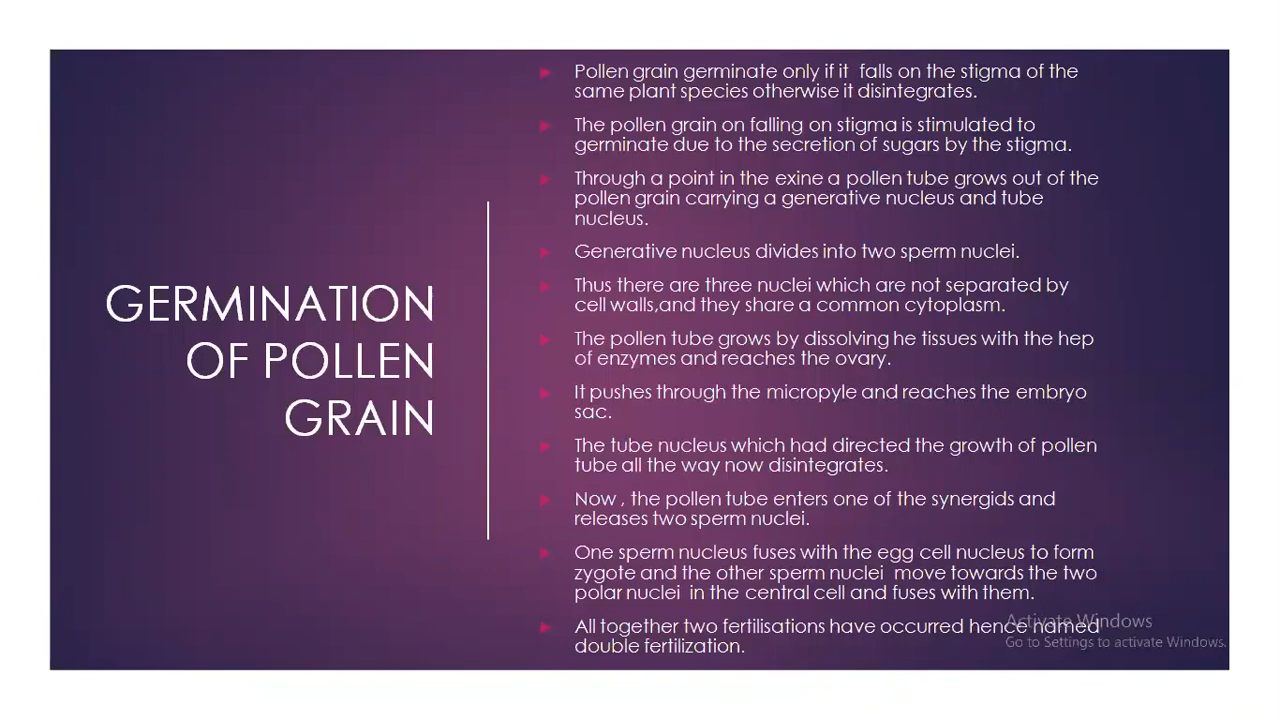 GERMINATION
OF POLLEN
GRAIN
Pollen grain germinate only if it falls on the stigma of the
same plant species otherwise it disintegrates.
The pollen grain on falling on stigma is stimulated to
germinate due to the secretion of sugars by the stigma.
Through a point in the exine a pollen tube grows out of the
pollen grain carrying a generative nucleus and tube
nucleus.
Generative nucleus divides into two sperm nuclei.
Thus there are three nuclei which are not separated by
cell walls,and they share a common cytoplasm.
The pollen tube grows by dissolving he tissues with the hep
of enzymes and reaches the ovary.
It pushes through the micropyle and reaches the embryo
sac.
The tube nucleus which had directed the growth of pollen
tube all the way now disintegrates.
Now , the pollen tube enters one of the synergids and
releases two sperm nuclei.
One sperm nucleus fuses with the egg cell nucleus to form
zygote and the other sperm nuclei move towards the two
polar nuclei in the central cell and fuses with them.
All together two fertilisations have occurred hence named
double fertilization.
Activate Windows
Go to Settings to activate Windows.